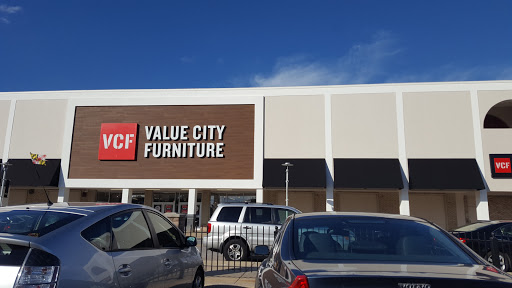 VCF
VALUE CITY
FURNITURE
VCF